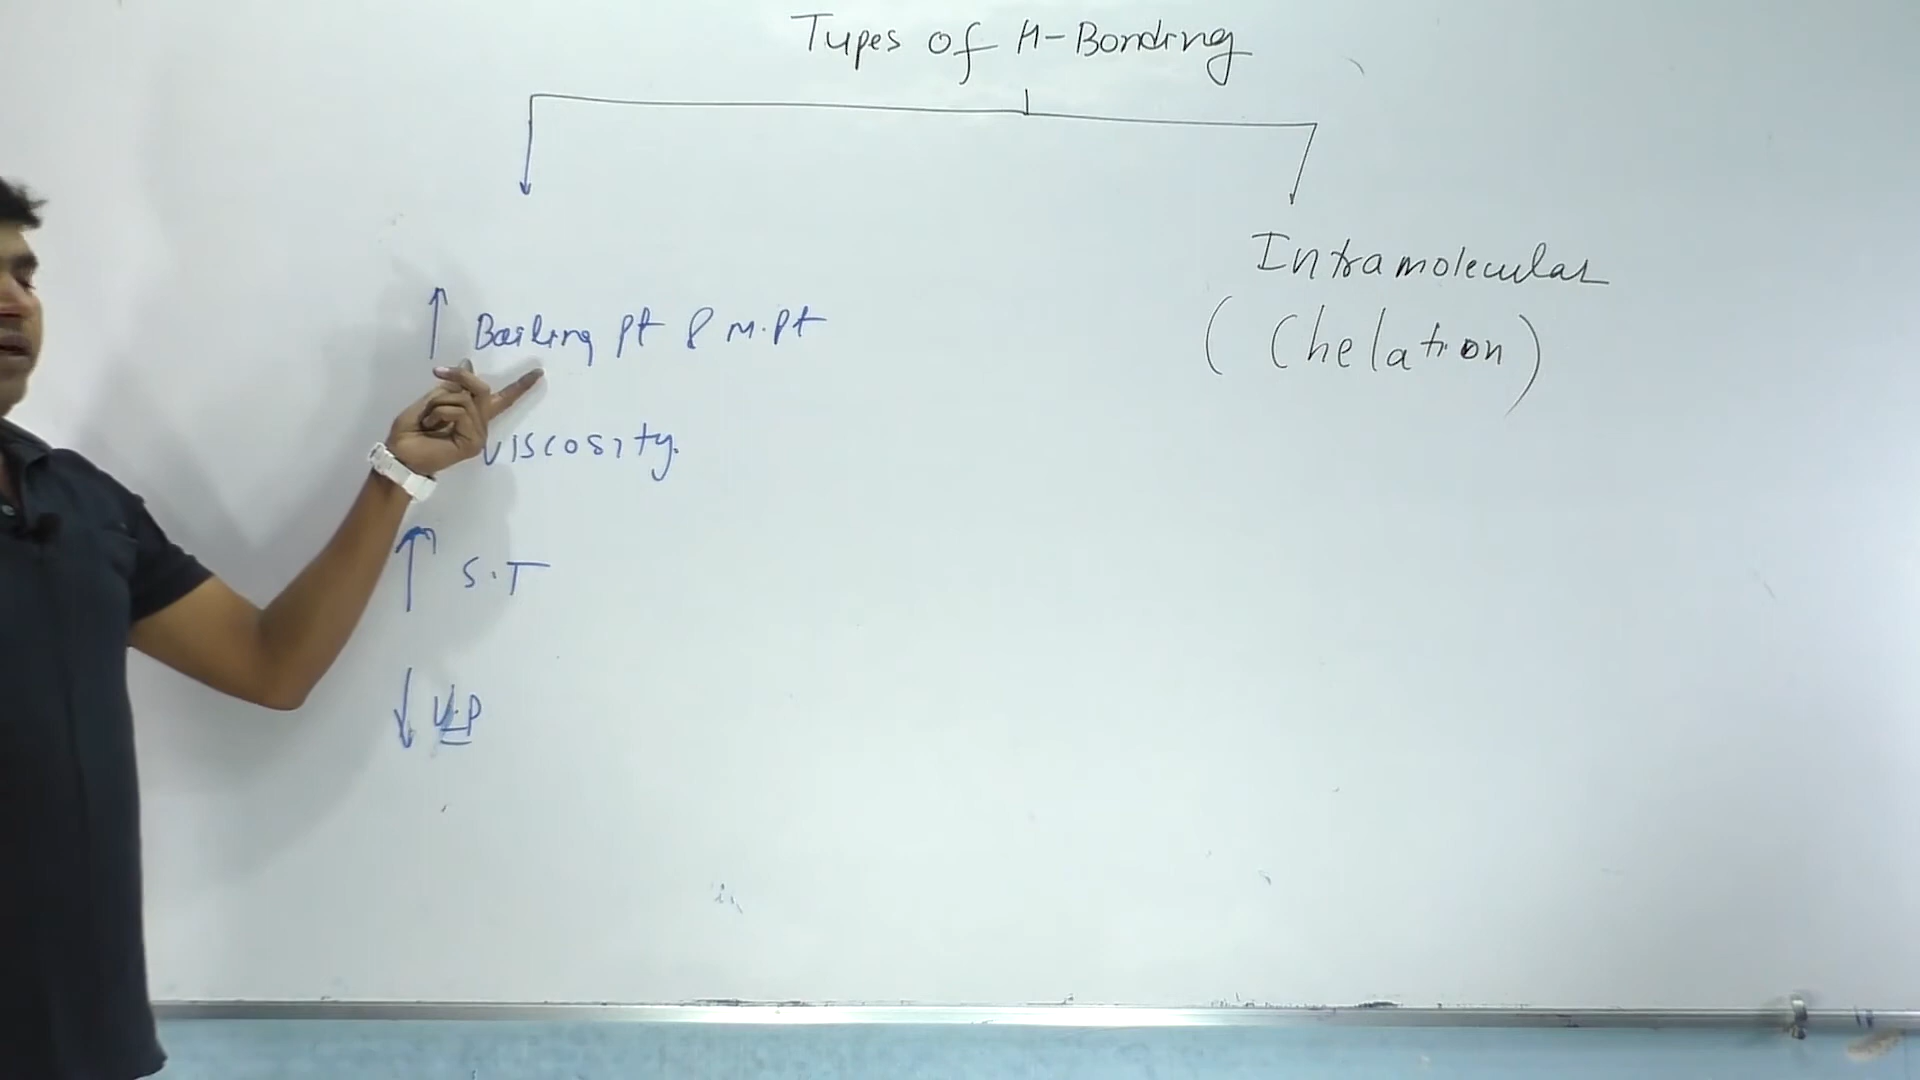 Types of H-Bonding
Intramolecular
(Chelation)
↑ Boiling pt & M.pt
viscosity.
↑ S.T
↓ V.P